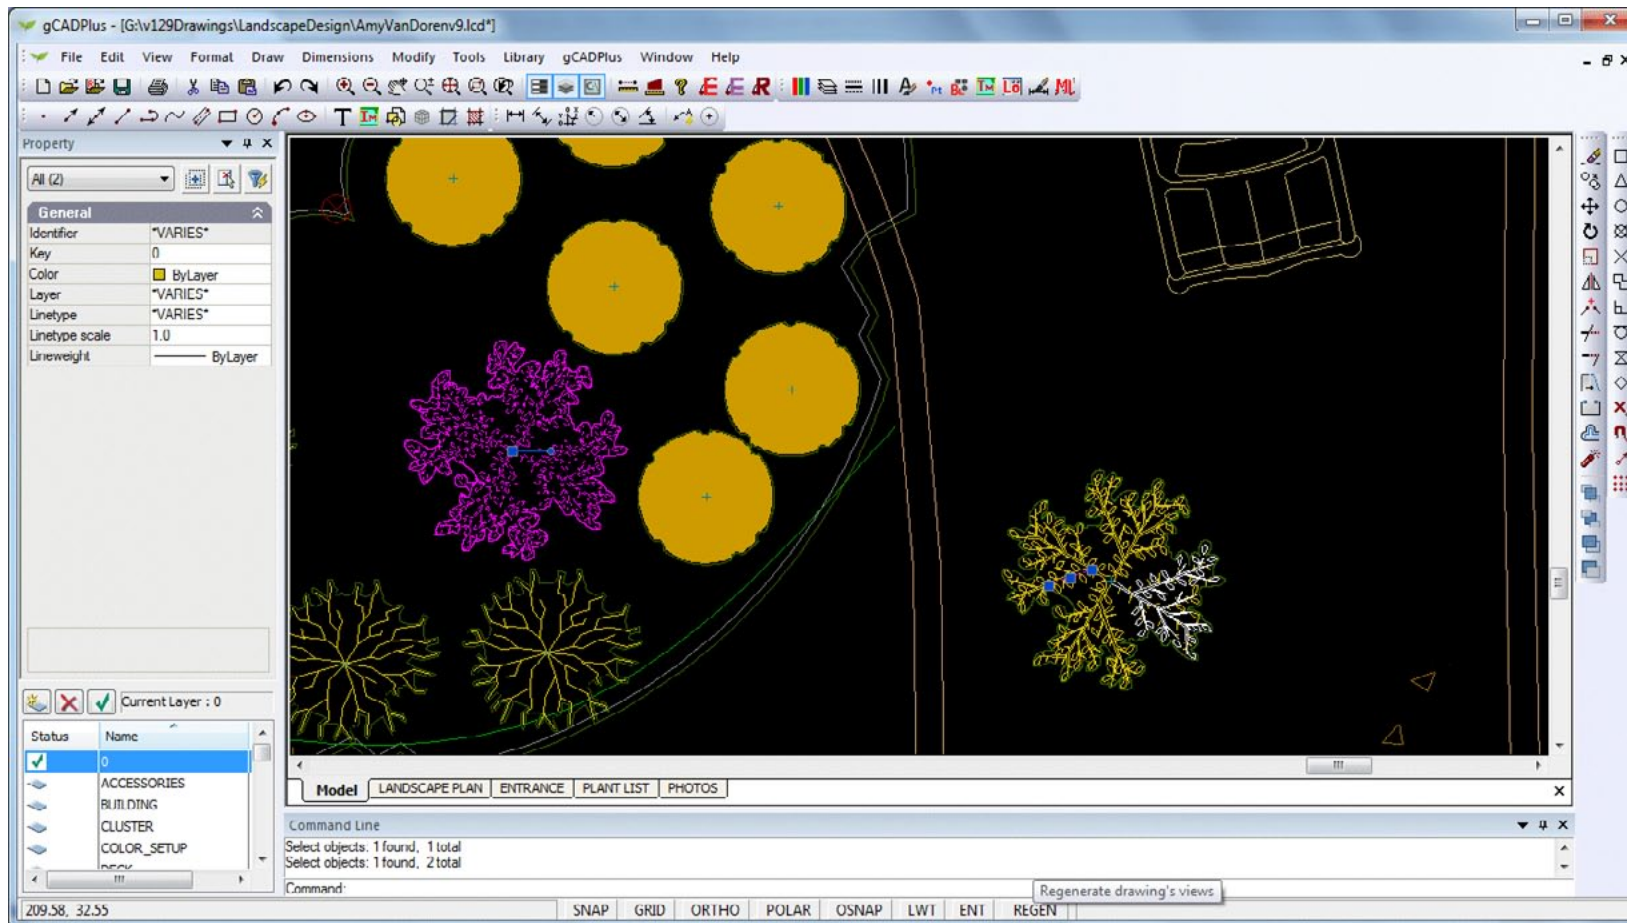 gCADPlus - [G:\v129Drawings\LandscapeDesign\AmyVanDorenv9.lcd*]
File Edit View Format Draw Dimensions Modify Tools Library gCADPlus Window Help
Property
All (2)
General
Identifier *VARIES*
Key 0
Color ByLayer
Layer *VARIES*
Linetype *VARIES*
Linetype scale 1.0
Lineweight ByLayer
Current Layer : 0
Status Name
0
ACCESSORIES
BUILDING
CLUSTER
COLOR_SETUP
DECK
Model LANDSCAPE PLAN ENTRANCE PLANT LIST PHOTOS
Command Line
Select objects: 1 found, 1 total
Select objects: 1 found, 2 total
Command:
Regenerate drawing's views
209.58, 32.55 SNAP GRID ORTHO POLAR OSNAP LWT ENT REGEN